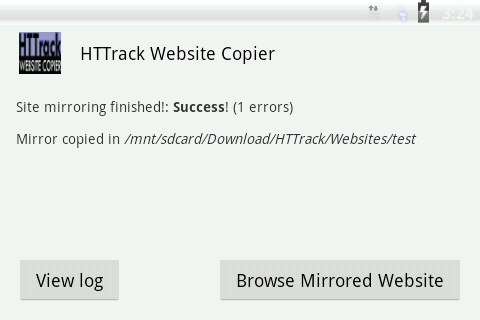 3:24
HTTrack
WEBSITE COPIER
HTTrack Website Copier
Site mirroring finished!: Success! (1 errors)
Mirror copied in /mnt/sdcard/Download/HTTrack/Websites/test
View log
Browse Mirrored Website